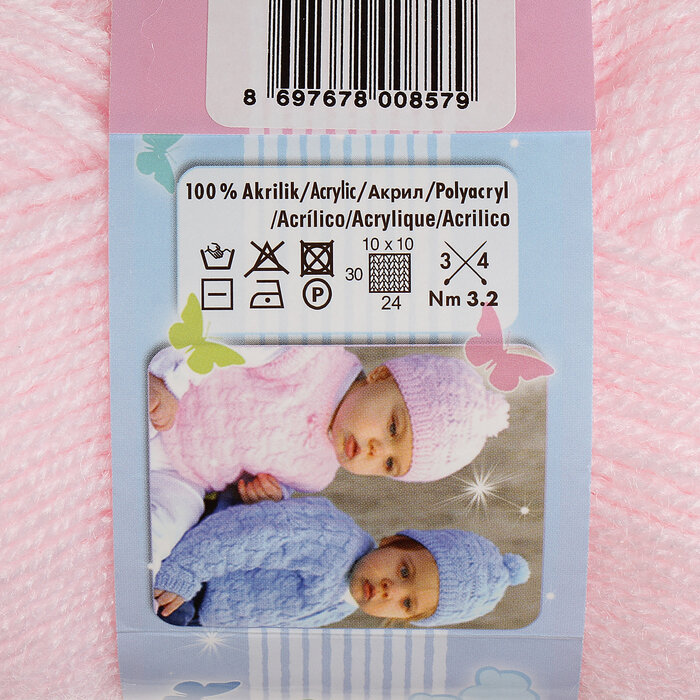 8 697678 008579
100 % Akrilik/Acrylic/Акрил/Polyacryl
/Acrílico/Acrylique/Acrilico
10 x 10
30
24
3 4
Nm 3.2
P